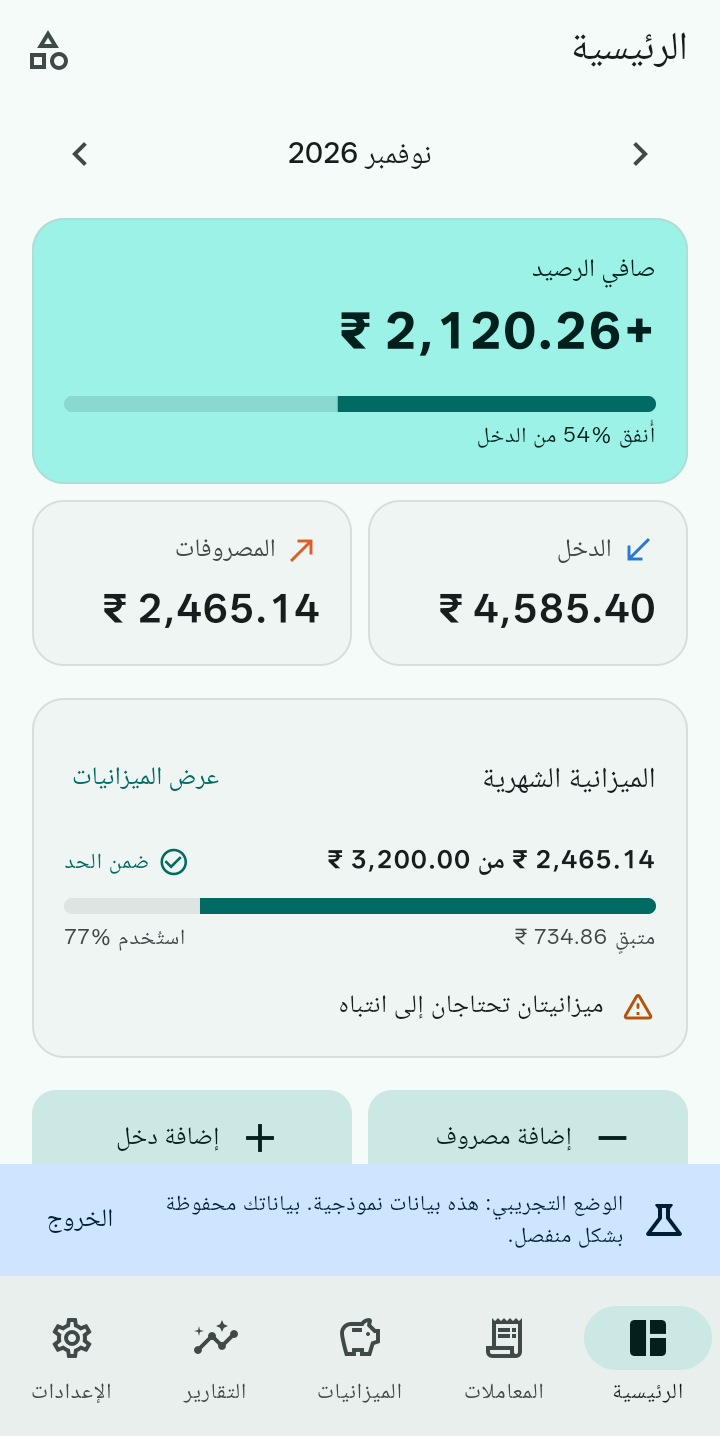 الرئيسية
نوفمبر 2026
صافي الرصيد
+2,120.26 ₹
أُنفق 54% من الدخل
الدخل
4,585.40 ₹
المصروفات
2,465.14 ₹
الميزانية الشهرية
عرض الميزانيات
2,465.14 ₹ من 3,200.00 ₹
ضمن الحد
متبقٍ 734.86 ₹
استُخدم 77%
ميزانيتان تحتاجان إلى انتباه
إضافة مصروف
إضافة دخل
الوضع التجريبي: هذه بيانات نموذجية. بياناتك محفوظة
بشكل منفصل.
الخروج
الرئيسية
المعاملات
الميزانيات
التقارير
الإعدادات